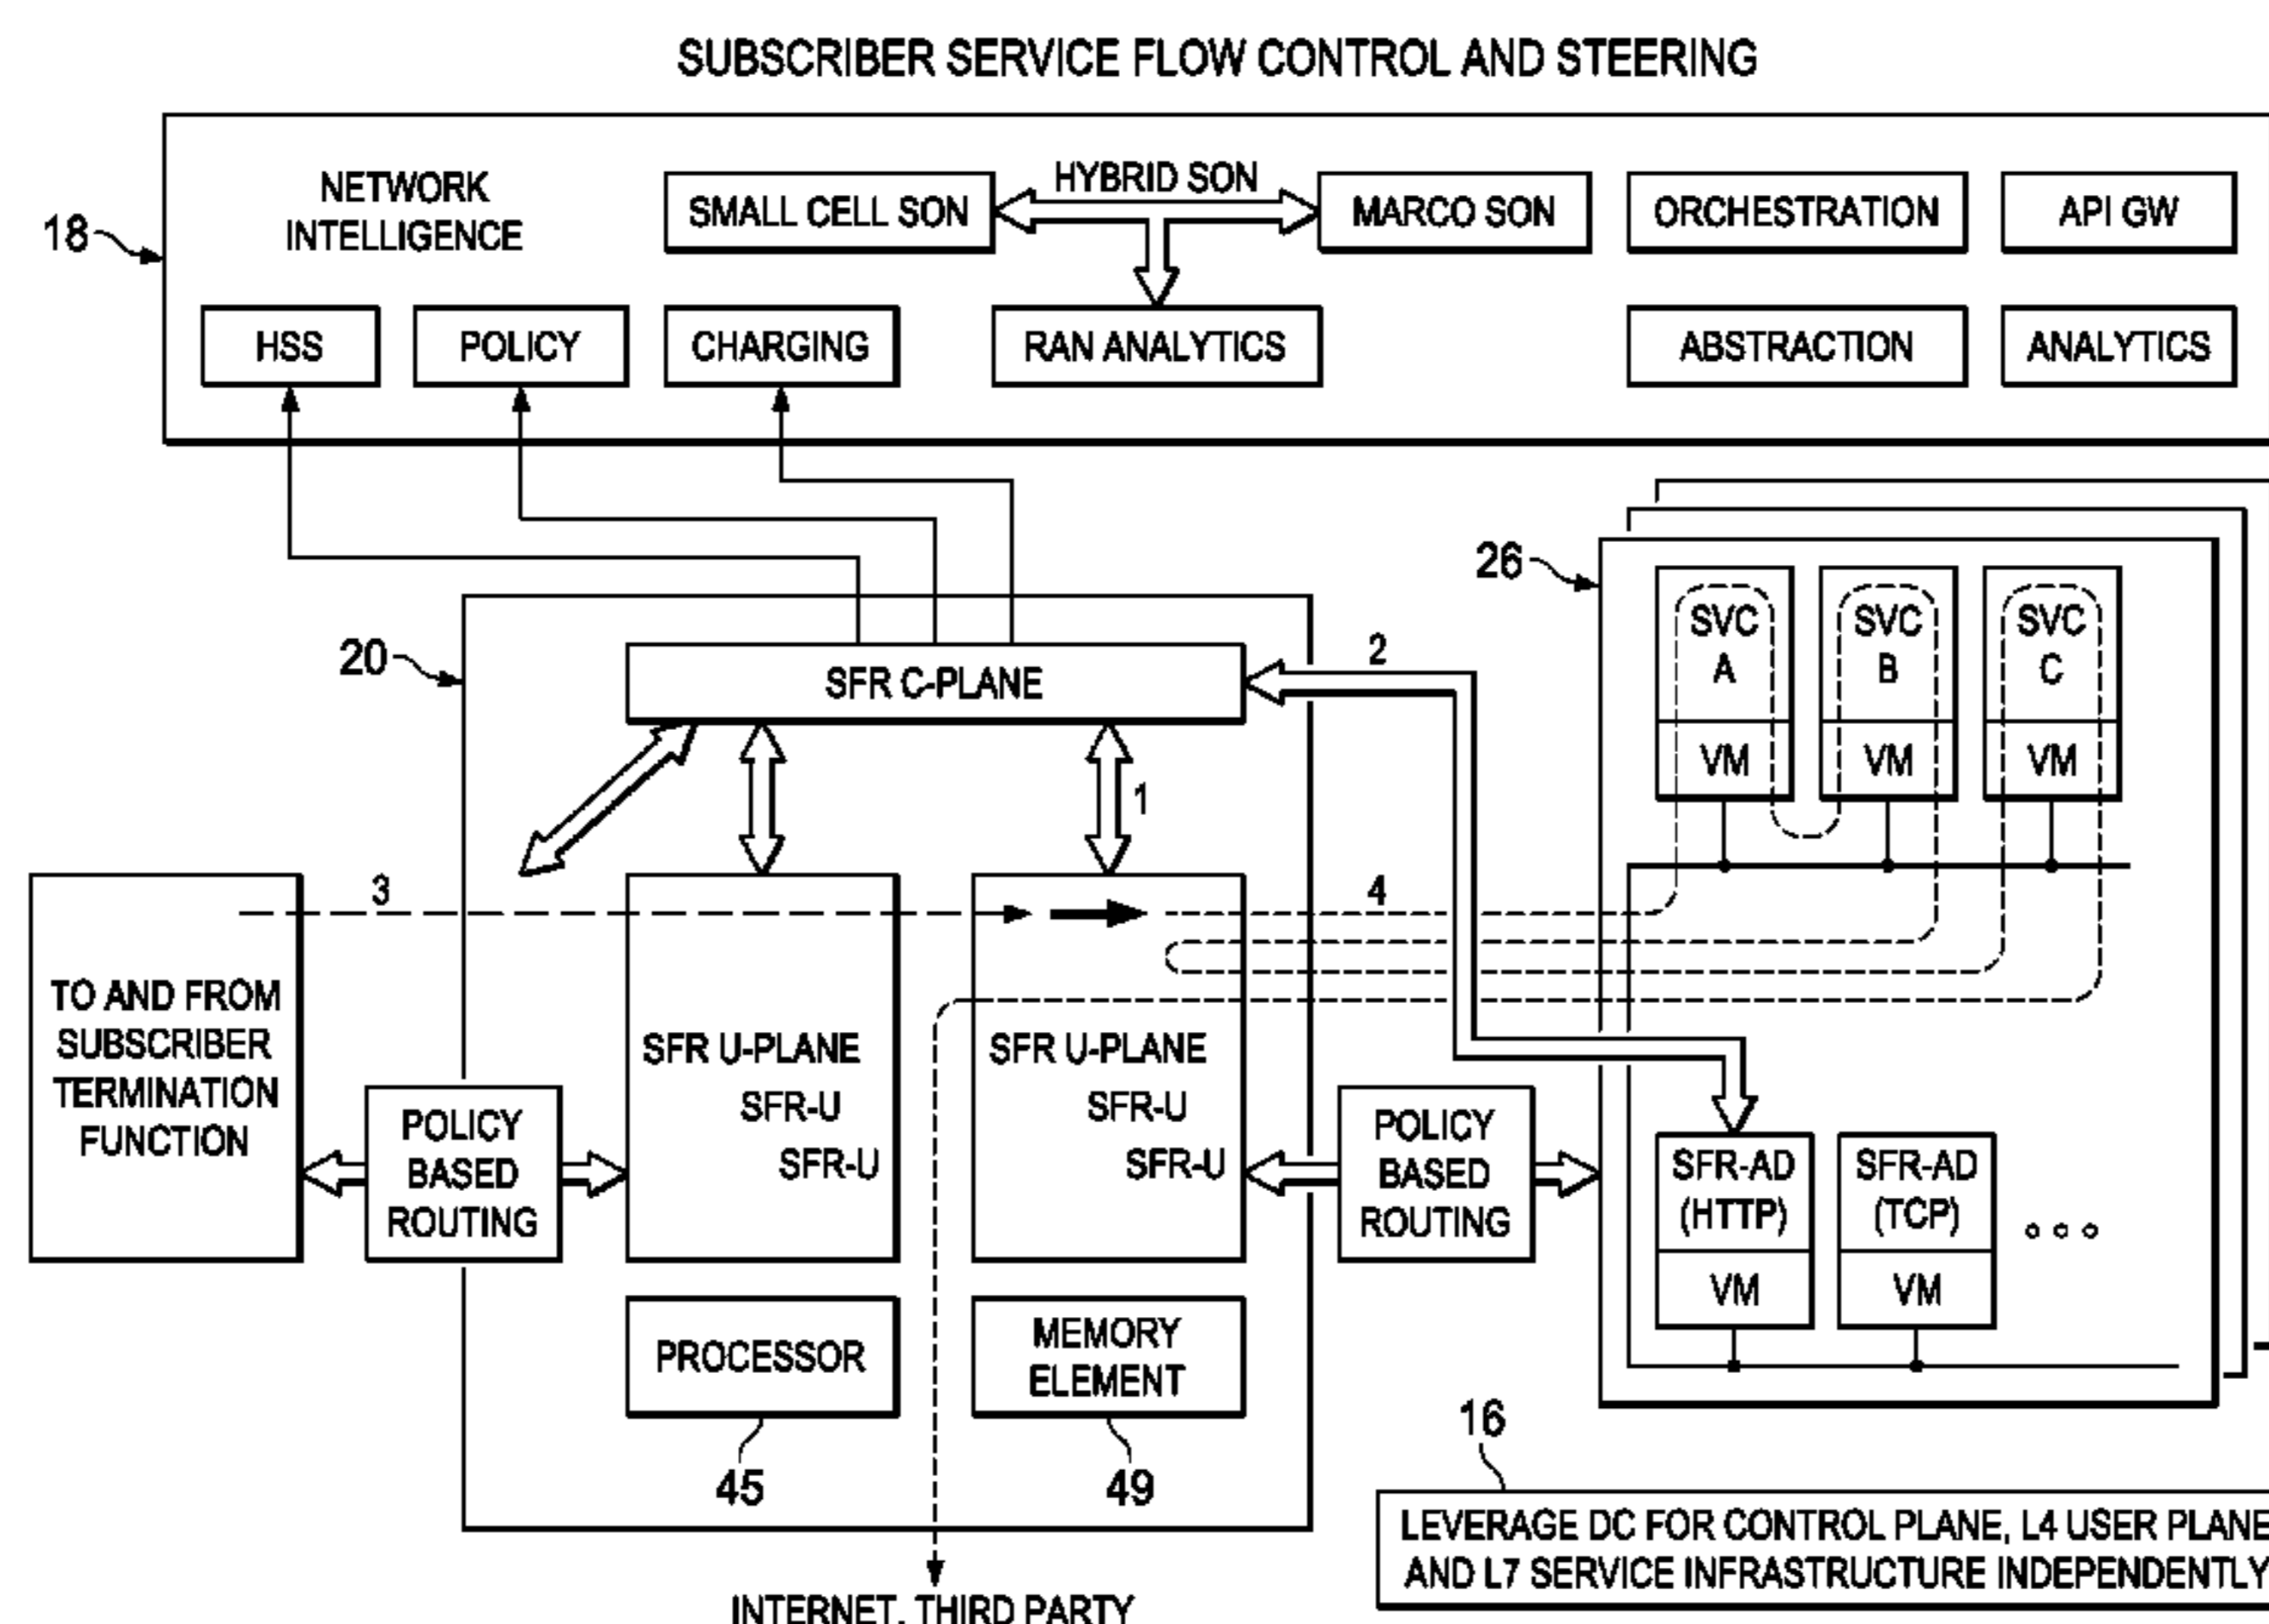 SUBSCRIBER SERVICE FLOW CONTROL AND STEERING
18
NETWORK
INTELLIGENCE
SMALL CELL SON
HYBRID SON
MARCO SON
ORCHESTRATION
API GW
HSS
POLICY
CHARGING
RAN ANALYTICS
ABSTRACTION
ANALYTICS
20
SFR C-PLANE
2
1
26
SVC
A
VM
SVC
B
VM
SVC
C
VM
3
4
TO AND FROM
SUBSCRIBER
TERMINATION
FUNCTION
POLICY
BASED
ROUTING
SFR U-PLANE
SFR-U
SFR-U
SFR U-PLANE
SFR-U
SFR-U
POLICY
BASED
ROUTING
SFR-AD
(HTTP)
VM
SFR-AD
(TCP)
VM
PROCESSOR
45
MEMORY
ELEMENT
49
16
LEVERAGE DC FOR CONTROL PLANE, L4 USER PLANE
AND L7 SERVICE INFRASTRUCTURE INDEPENDENTLY
INTERNET, THIRD PARTY